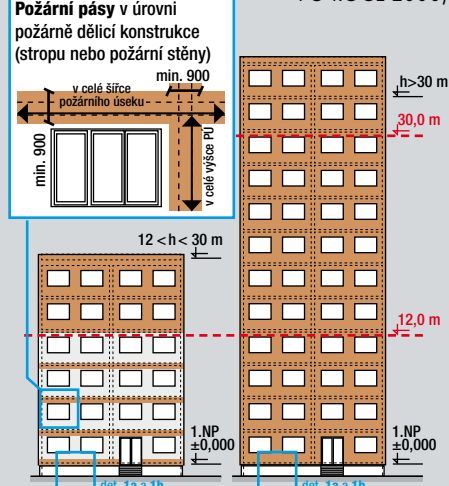 Požární pásy v úrovni
požárně dělicí konstrukce
(stropu nebo požární stěny)
min. 900
v celé šířce
požárního úseku
min. 900
v celé výšce PÚ
h>30 m
30,0 m
12 <h< 30 m
12,0 m
1.NP
±0,000
1.NP
±0,000
det. 1a a 1b
det. 1a a 1b